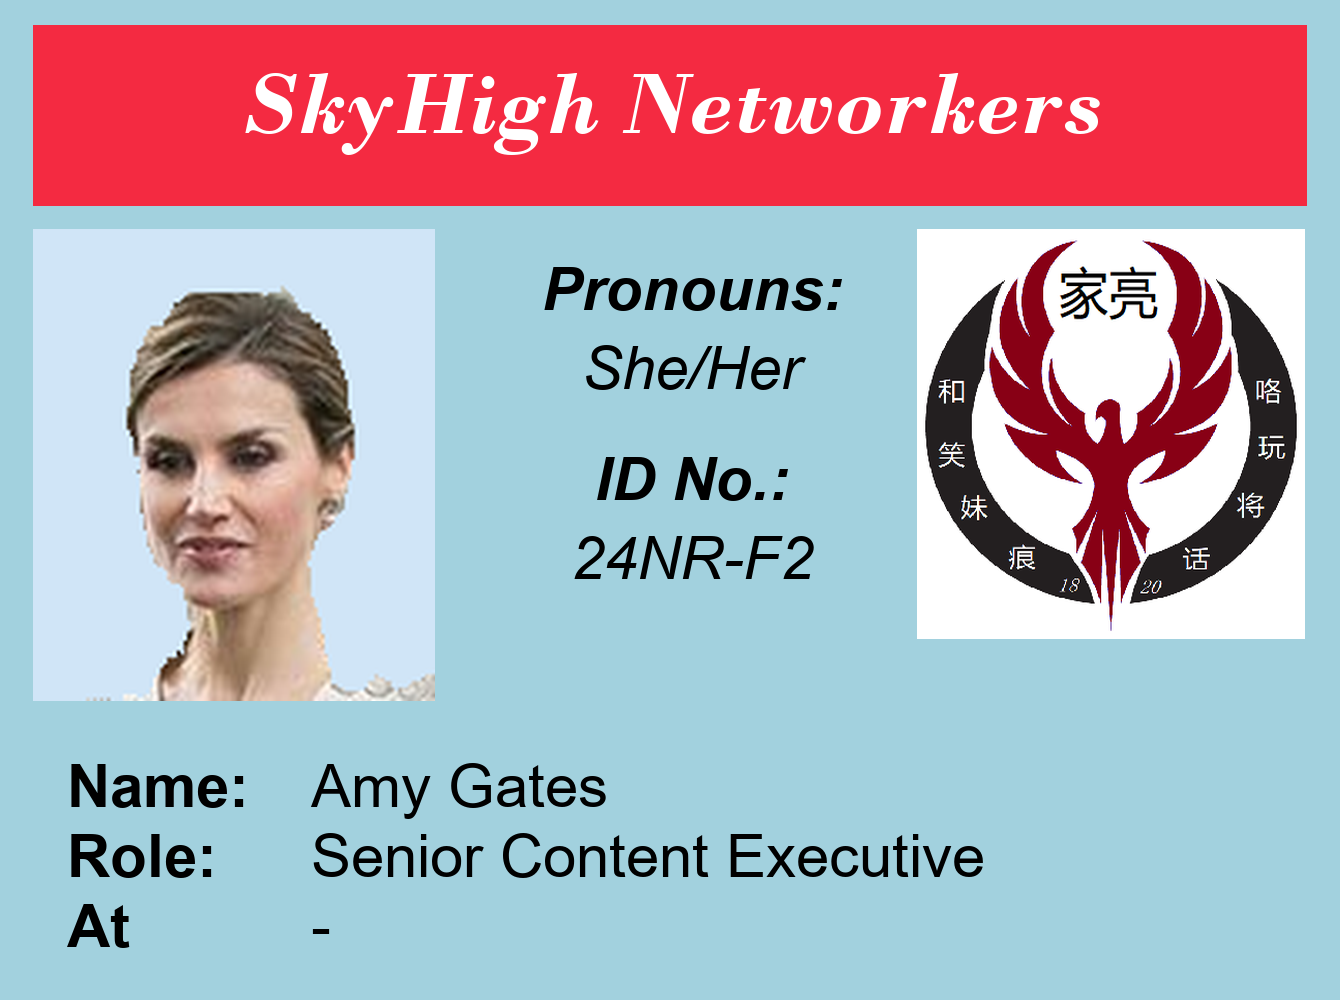 SkyHigh Networkers
Pronouns:
She/Her
ID No.:
24NR-F2
家亮
和
笑
妹
痕
18
20
话
将
玩
咯
Name: Amy Gates
Role: Senior Content Executive
At -